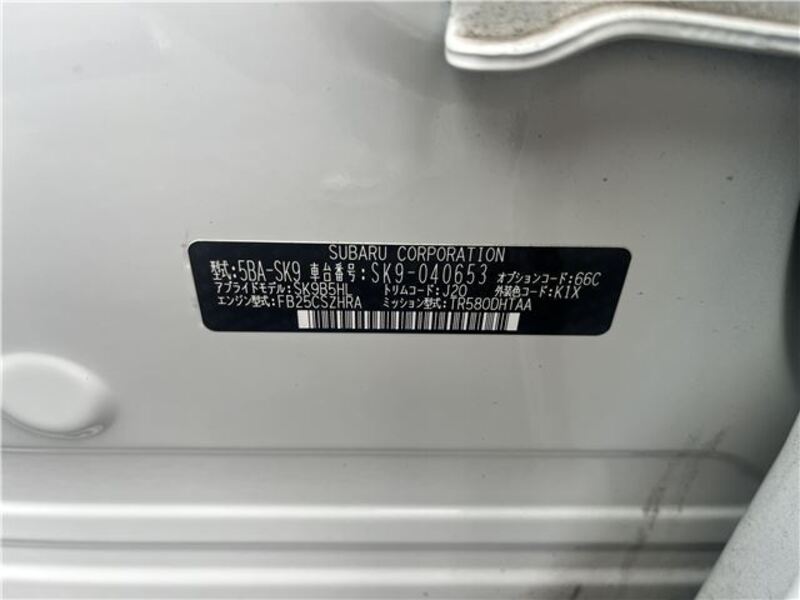 SUBARU CORPORATION
型式:5BA-SK9 車台番号:SK9-040653 オプションコード:66C
アプライドモデル:SK9B5HL トリムコード:J20 外装色コード:K1X
エンジン型式:FB25CSZHRA ミッション型式:TR580DHTAA